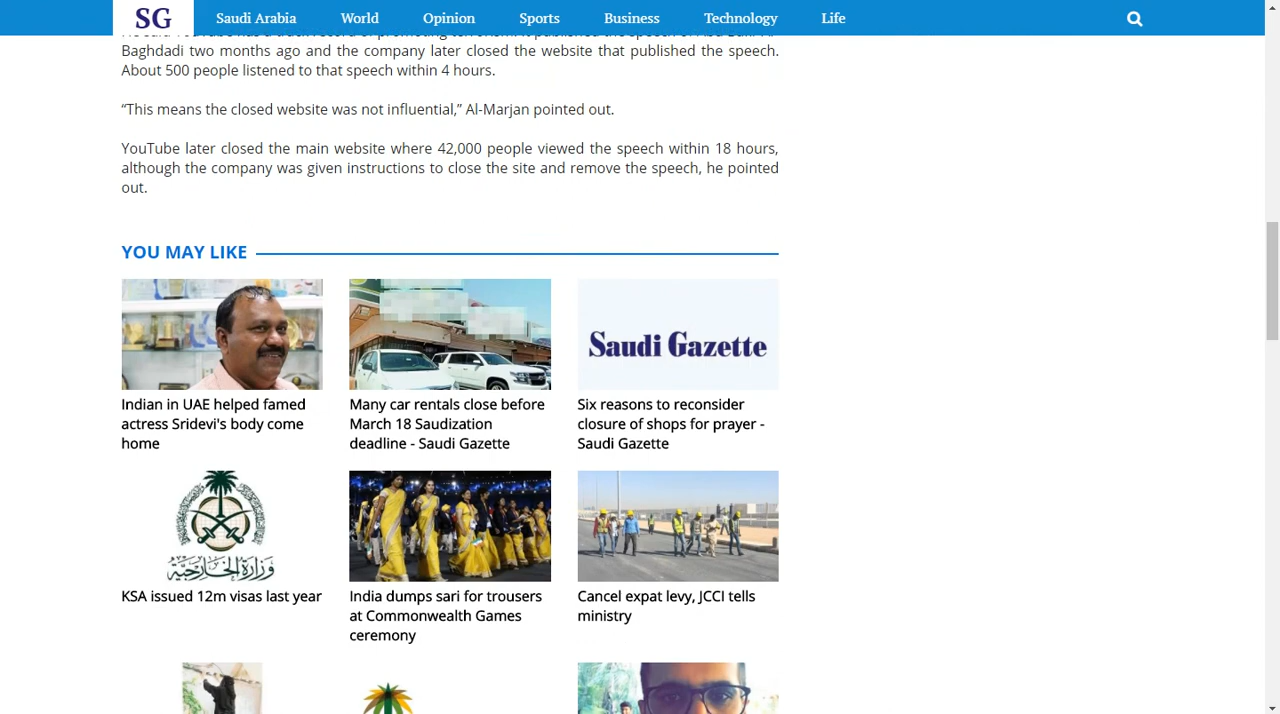 SG
Saudi Arabia
World
Opinion
Sports
Business
Technology
Life
Baghdadi two months ago and the company later closed the website that published the speech.
About 500 people listened to that speech within 4 hours.
“This means the closed website was not influential,” Al-Marjan pointed out.
YouTube later closed the main website where 42,000 people viewed the speech within 18 hours,
although the company was given instructions to close the site and remove the speech, he pointed
out.
YOU MAY LIKE
Indian in UAE helped famed
actress Sridevi's body come
home
Many car rentals close before
March 18 Saudization
deadline - Saudi Gazette
Saudi Gazette
Six reasons to reconsider
closure of shops for prayer -
Saudi Gazette
وزارة الخارجية
KSA issued 12m visas last year
India dumps sari for trousers
at Commonwealth Games
ceremony
Cancel expat levy, JCCI tells
ministry